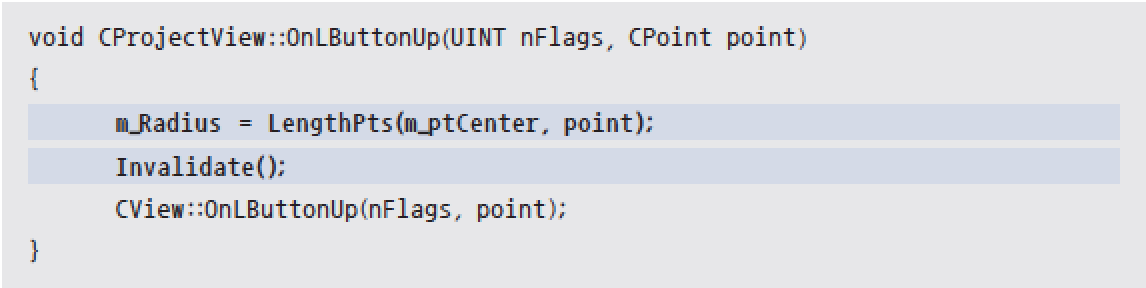 void CProjectView::OnLButtonUp(UINT nFlags, CPoint point)
{
m_Radius = LengthPts(m_ptCenter, point);
Invalidate();
CView::OnLButtonUp(nFlags, point);
}